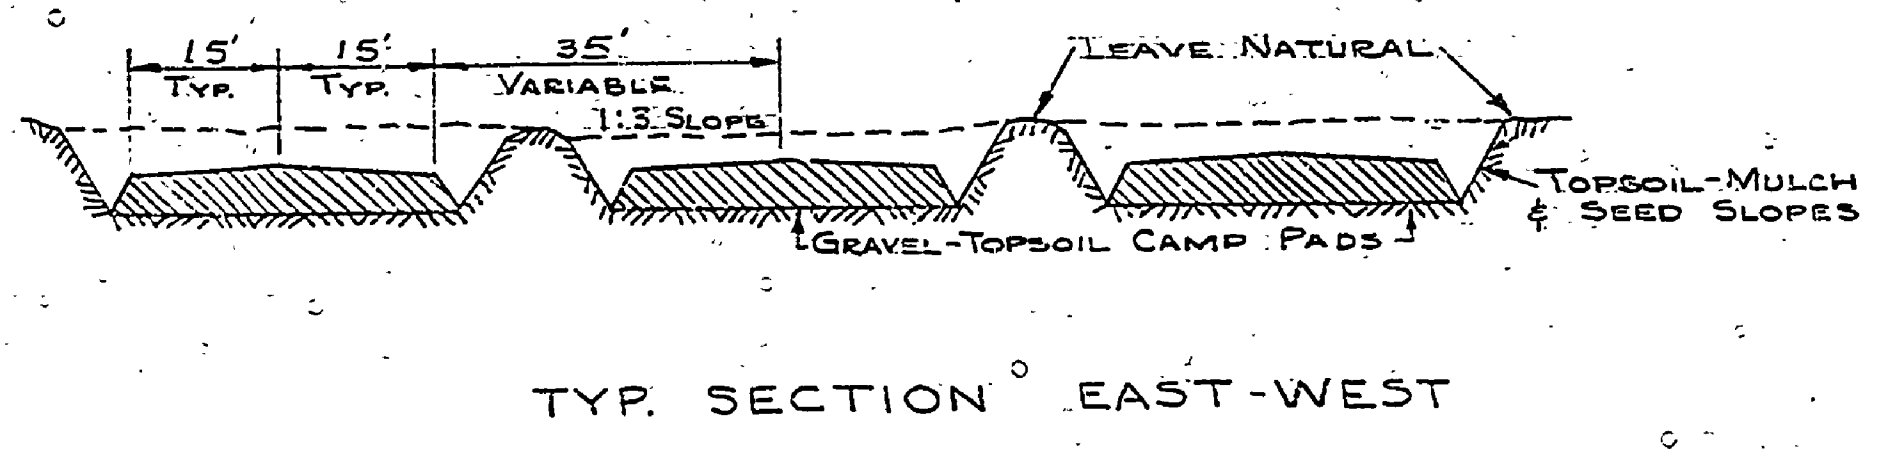 15' 15' 35' LEAVE NATURAL
TYP. TYP. VARIABLE
1:3 SLOPE
TOPSOIL-MULCH
& SEED SLOPES
GRAVEL-TOPSOIL CAMP PADS
TYP. SECTION EAST-WEST